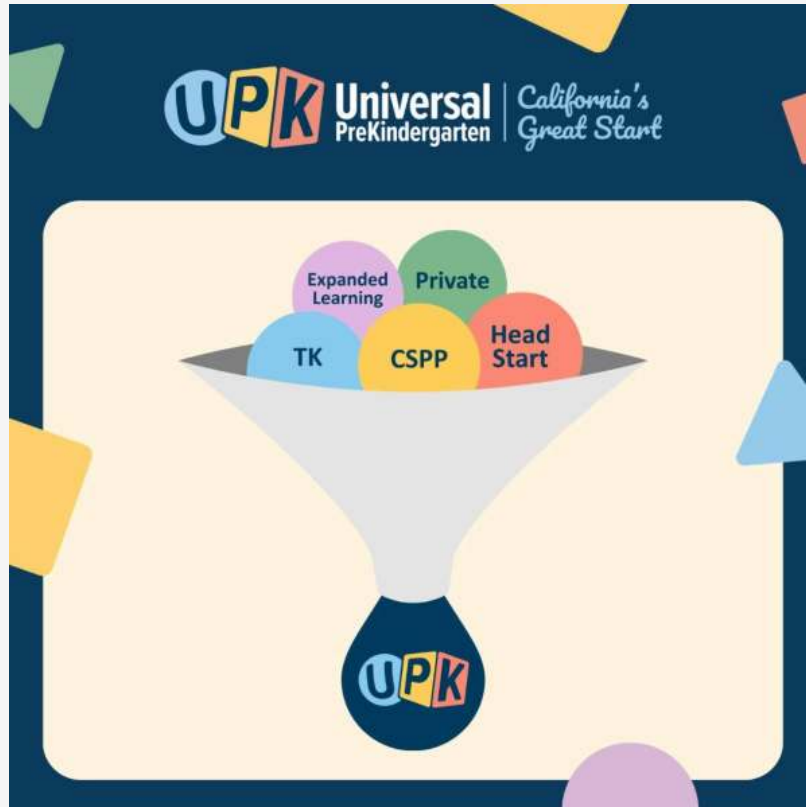 UPK Universal PreKindergarten | California's Great Start
Expanded Learning
Private
TK
CSPP
Head Start
UPK